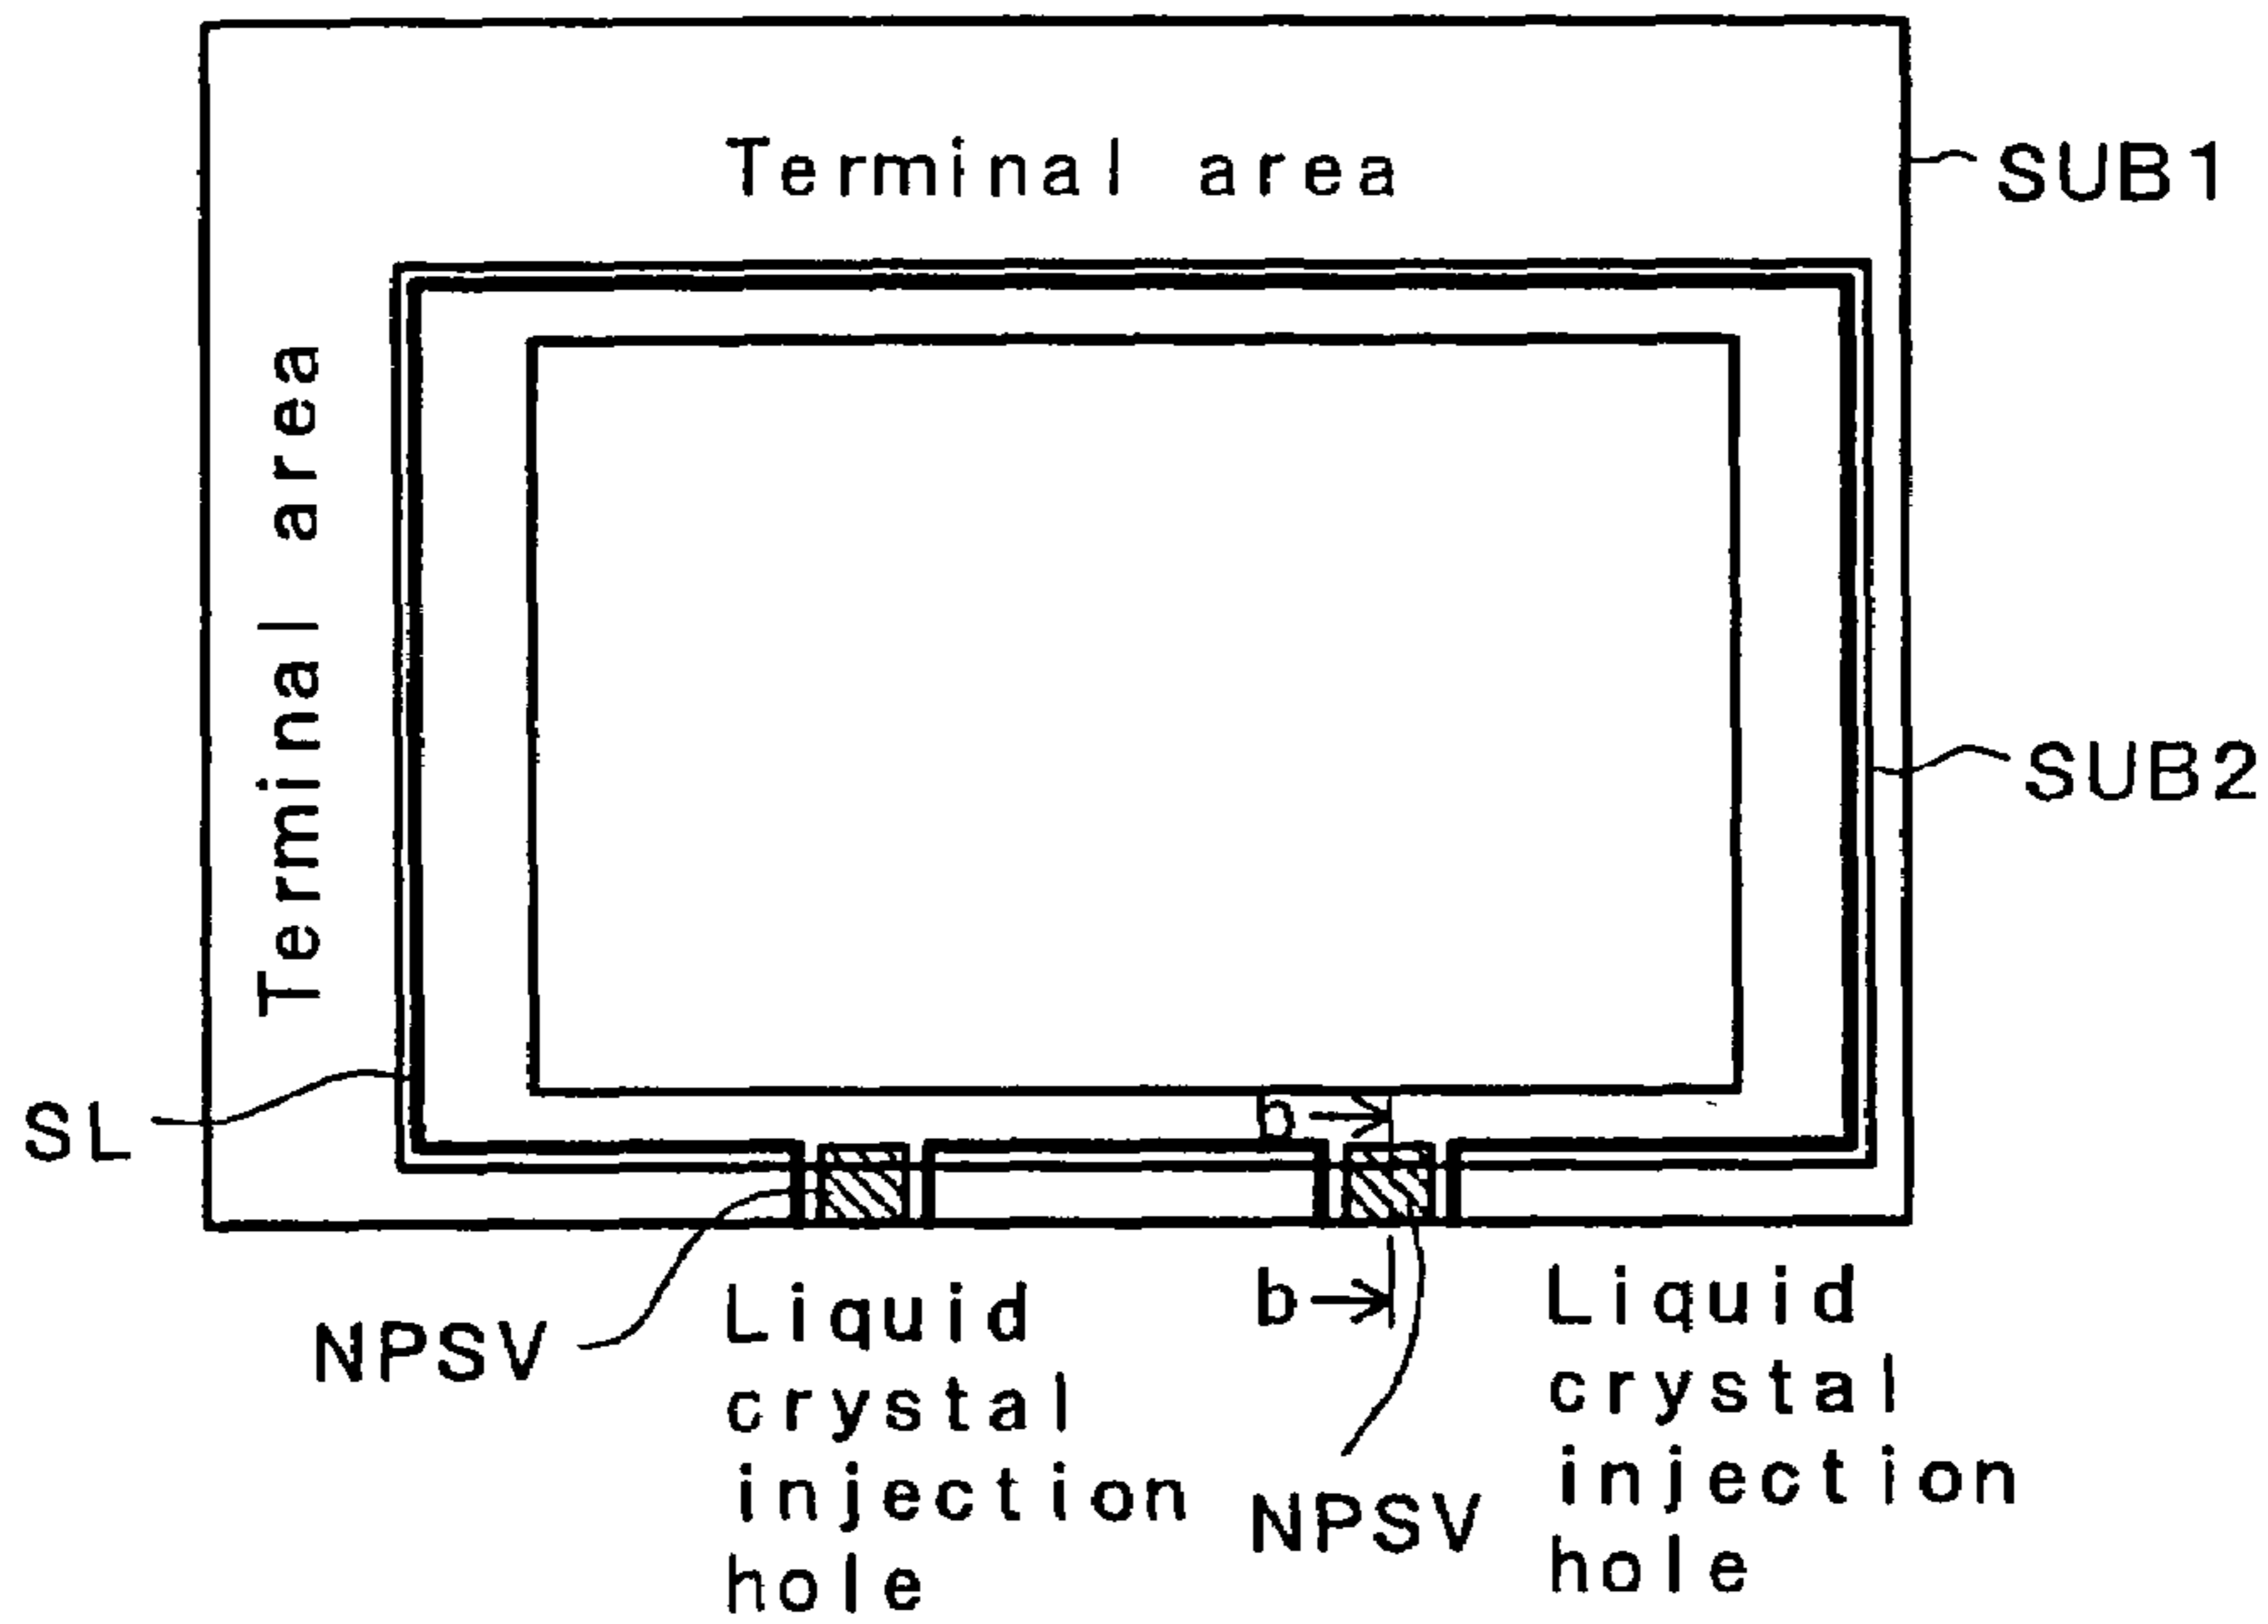 Terminal area
SUB1
Terminal area
SUB2
SL
b
NPSV
Liquid
crystal
injection
hole
b
NPSV
Liquid
crystal
injection
hole